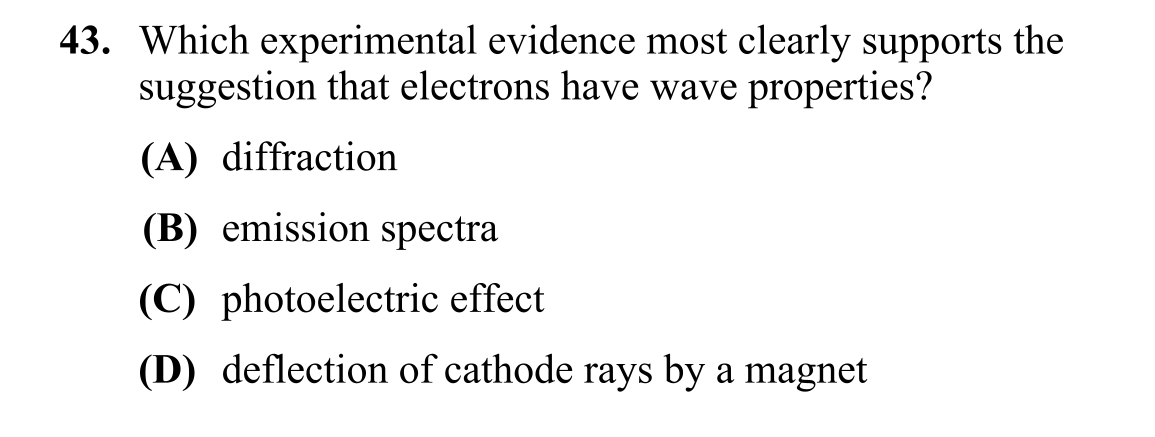 43. Which experimental evidence most clearly supports the
suggestion that electrons have wave properties?
(A) diffraction
(B) emission spectra
(C) photoelectric effect
(D) deflection of cathode rays by a magnet